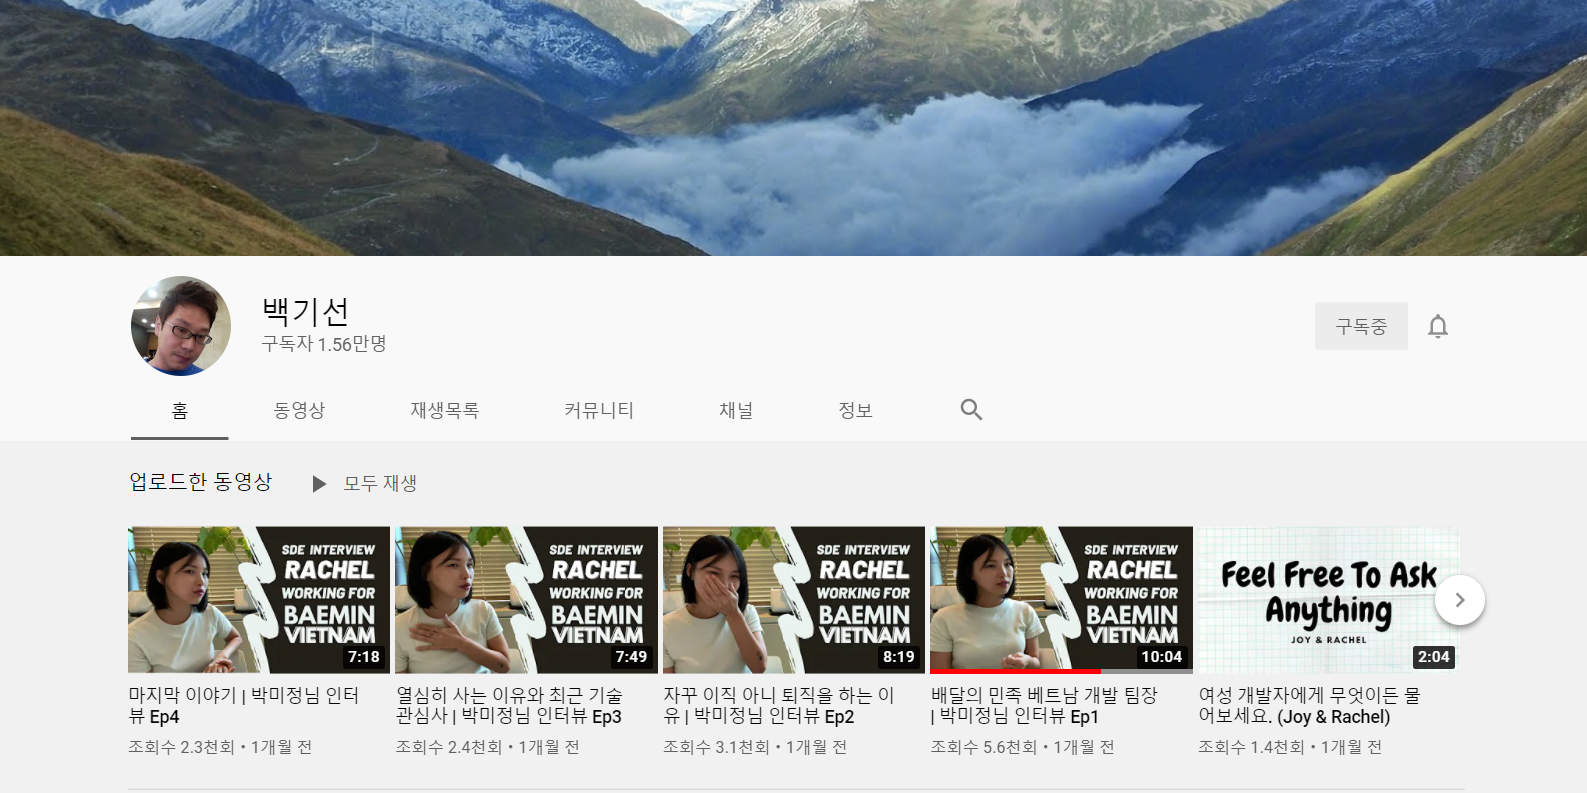 백기선
구독자 1.56만명
구독중
홈 동영상 재생목록 커뮤니티 채널 정보
업로드한 동영상 모두 재생
SDE INTERVIEW
RACHEL
WORKING FOR
BAEMIN
VIETNAM
7:18
마지막 이야기 | 박미정님 인터
뷰 Ep4
조회수 2.3천회 • 1개월 전
SDE INTERVIEW
RACHEL
WORKING FOR
BAEMIN
VIETNAM
7:49
열심히 사는 이유와 최근 기술
관심사 | 박미정님 인터뷰 Ep3
조회수 2.4천회 • 1개월 전
SDE INTERVIEW
RACHEL
WORKING FOR
BAEMIN
VIETNAM
8:19
자꾸 이직 아니 퇴직을 하는 이
유 | 박미정님 인터뷰 Ep2
조회수 3.1천회 • 1개월 전
SDE INTERVIEW
RACHEL
WORKING FOR
BAEMIN
VIETNAM
10:04
배달의 민족 베트남 개발 팀장
| 박미정님 인터뷰 Ep1
조회수 5.6천회 • 1개월 전
Feel Free To Ask
Anything
JOY & RACHEL
2:04
여성 개발자에게 무엇이든 물
어보세요. (Joy & Rachel)
조회수 1.4천회 • 1개월 전